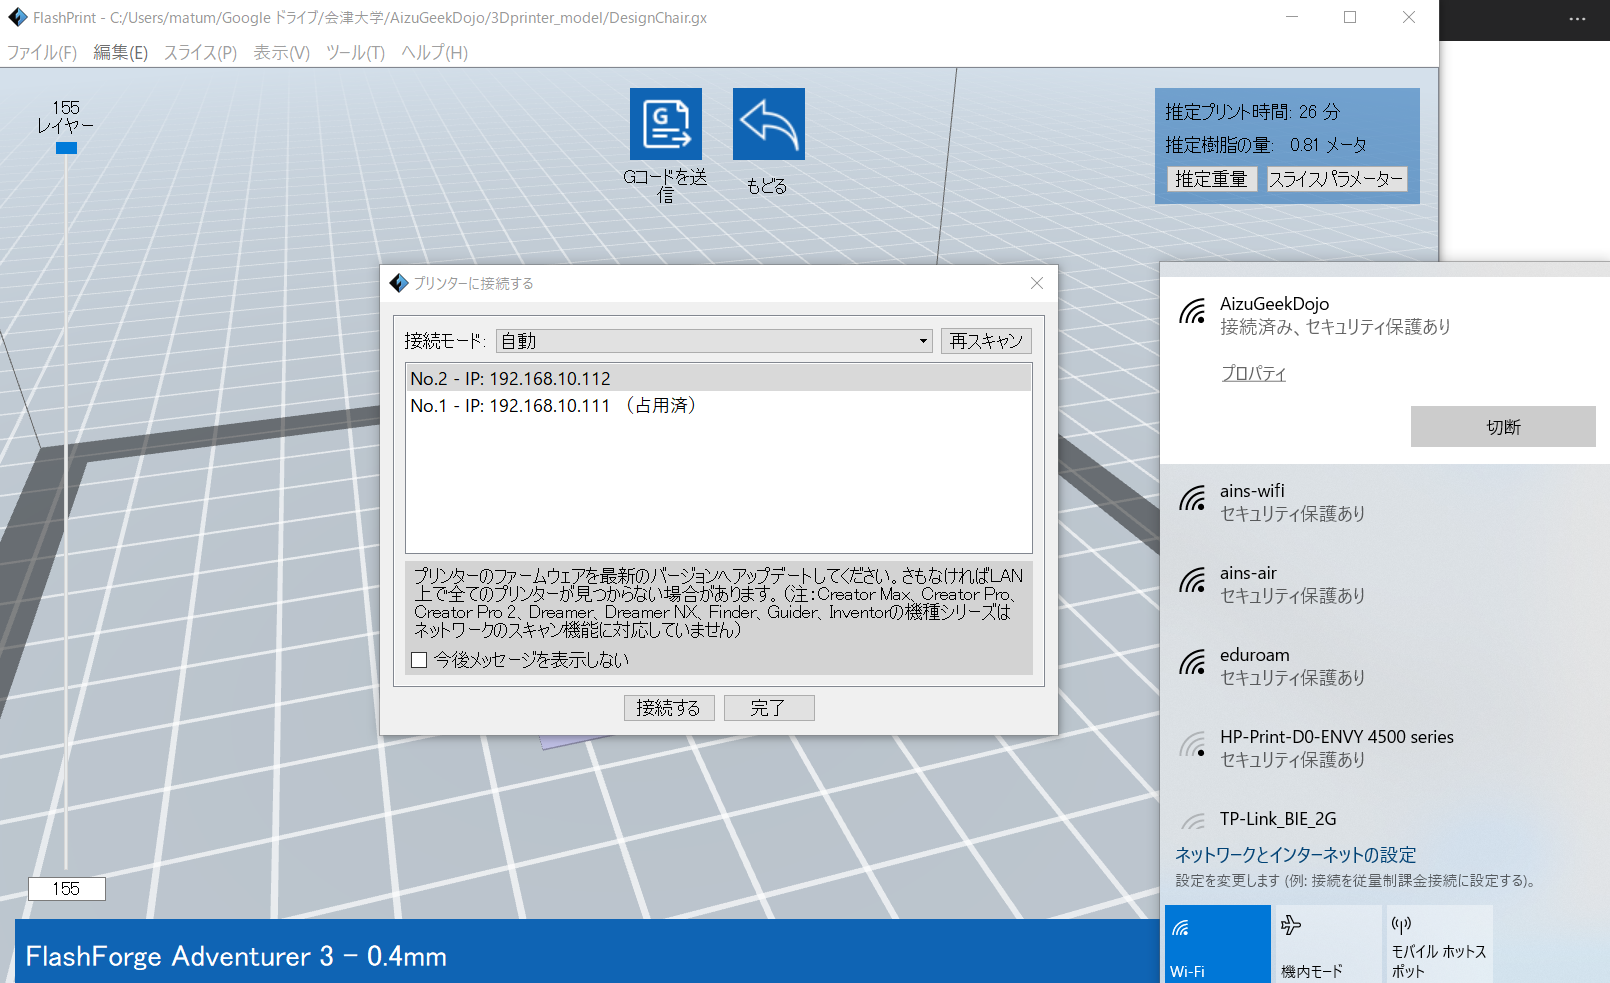 FlashPrint - C:/Users/matum/Google ドライブ/会津大学/AizuGeekDojo/3Dprinter_model/DesignChair.gx
ファイル(F) 編集(E) スライス(P) 表示(V) ツール(T) ヘルプ(H)
155
レイヤー
G
Gコードを送
信
もどる
推定プリント時間: 26 分
推定樹脂の量: 0.81 メータ
推定重量 スライスパラメーター
プリンターに接続する
接続モード: 自動 再スキャン
No.2 - IP: 192.168.10.112
No.1 - IP: 192.168.10.111 （占用済）
プリンターのファームウェアを最新のバージョンへアップデートしてください。さもなければLAN
上で全てのプリンターが見つからない場合があります。（注：Creator Max、Creator Pro、
Creator Pro 2、Dreamer、Dreamer NX、Finder、Guider、Inventorの機種シリーズは
ネットワークのスキャン機能に対応していません）
今後メッセージを表示しない
接続する 完了
155
FlashForge Adventurer 3 - 0.4mm
AizuGeekDojo
接続済み、セキュリティ保護あり
プロパティ
切断
ains-wifi
セキュリティ保護あり
ains-air
セキュリティ保護あり
eduroam
セキュリティ保護あり
HP-Print-D0-ENVY 4500 series
セキュリティ保護あり
TP-Link_BIE_2G
ネットワークとインターネットの設定
設定を変更します (例: 接続を従量制課金接続に設定する)。
Wi-Fi
機内モード
モバイル ホットス
ポット